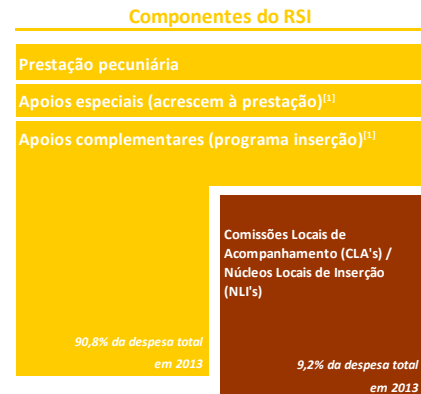 Componentes do RSI
Prestação pecuniária
Apoios especiais (acrescem à prestação)[1]
Apoios complementares (programa inserção)[1]
Comissões Locais de
Acompanhamento (CLA's) /
Núcleos Locais de Inserção
(NLI's)
90,8% da despesa total
em 2013
9,2% da despesa total
em 2013